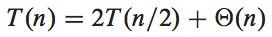 T(n) = 2T(n/2) + Θ(n)